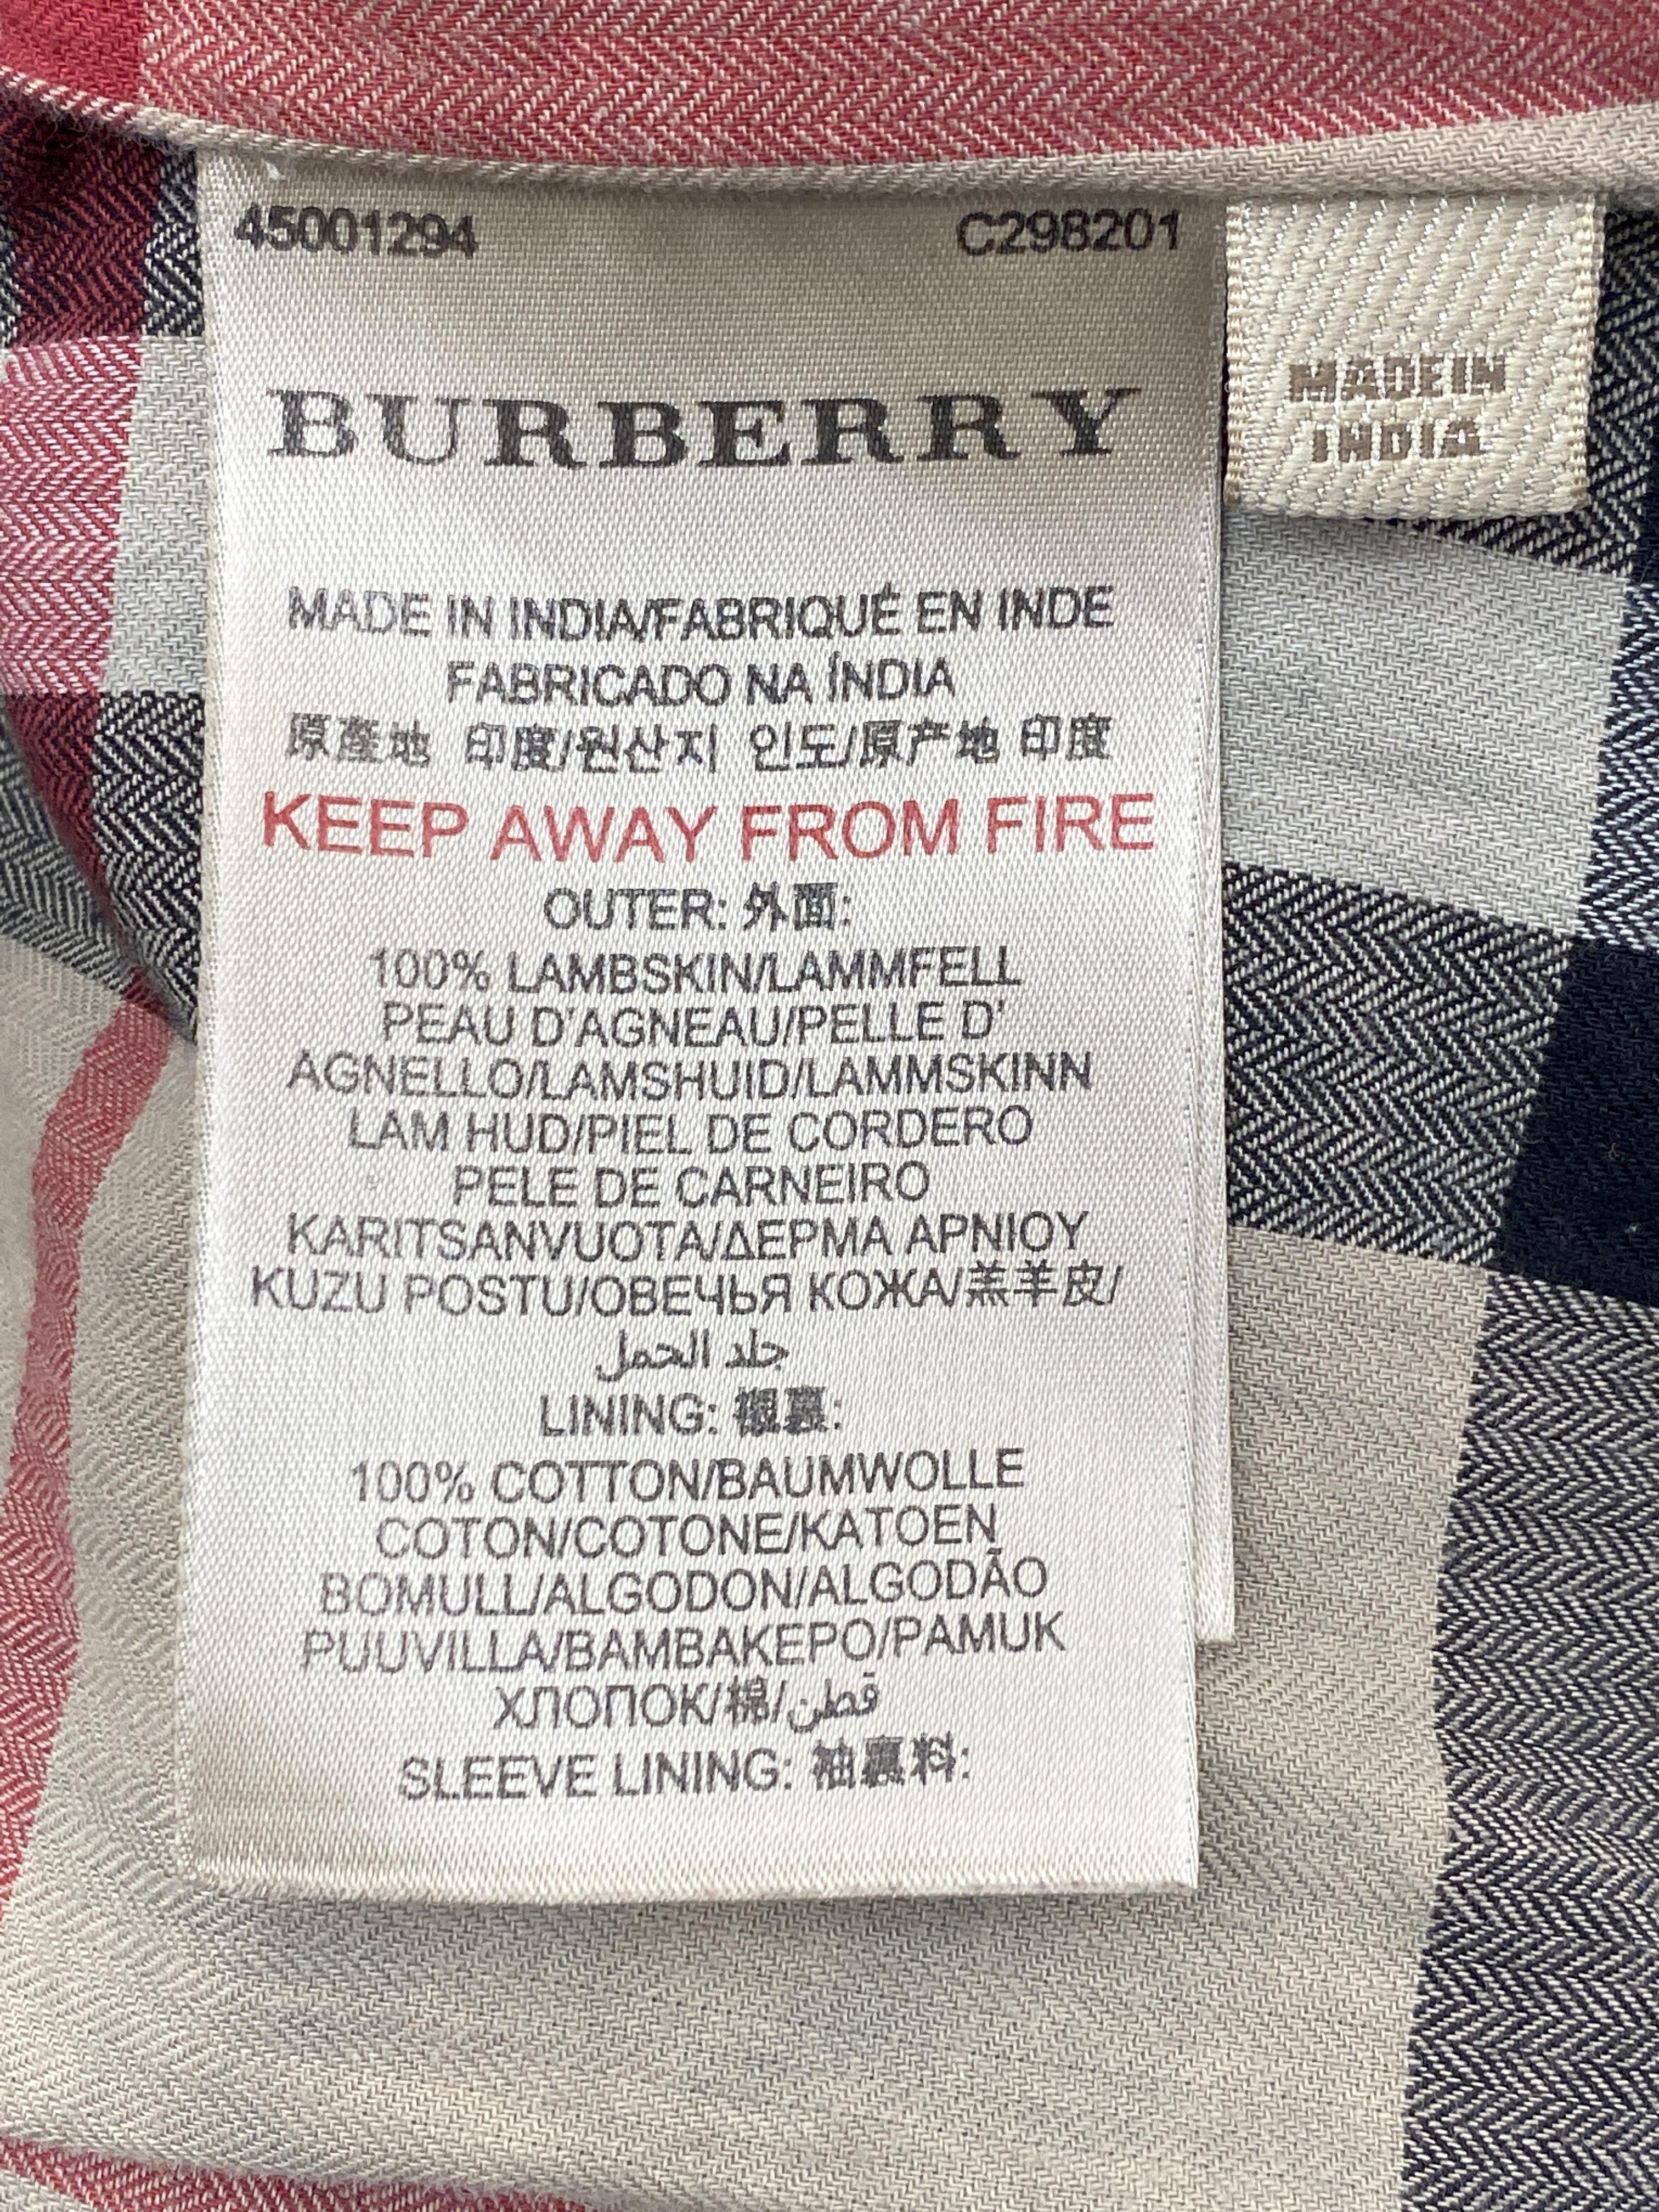 45001294 C298201
BURBERRY
MADE IN
INDIA
MADE IN INDIA/FABRIQUÉ EN INDE
FABRICADO NA ÍNDIA
原產地 印度/원산지 인도/原产地 印度
KEEP AWAY FROM FIRE
OUTER: 外面:
100% LAMBSKIN/LAMMFELL
PEAU D'AGNEAU/PELLE D'
AGNELLO/LAMSHUID/LAMMSKINN
LAM HUD/PIEL DE CORDERO
PELE DE CARNEIRO
KARITSANVUOTA/ΔΕΡΜΑ ΑΡΝΙΟΥ
KUZU POSTU/ОВЕЧЬЯ КОЖА/羔羊皮/
جلد الحمل
LINING: 襯裏:
100% COTTON/BAUMWOLLE
COTON/COTONE/KATOEN
BOMULL/ALGODON/ALGODÃO
PUUVILLA/ΒΑΜΒΑΚΕΡΟ/PAMUK
ХЛОПОК/棉/قطن
SLEEVE LINING: 袖裏料: